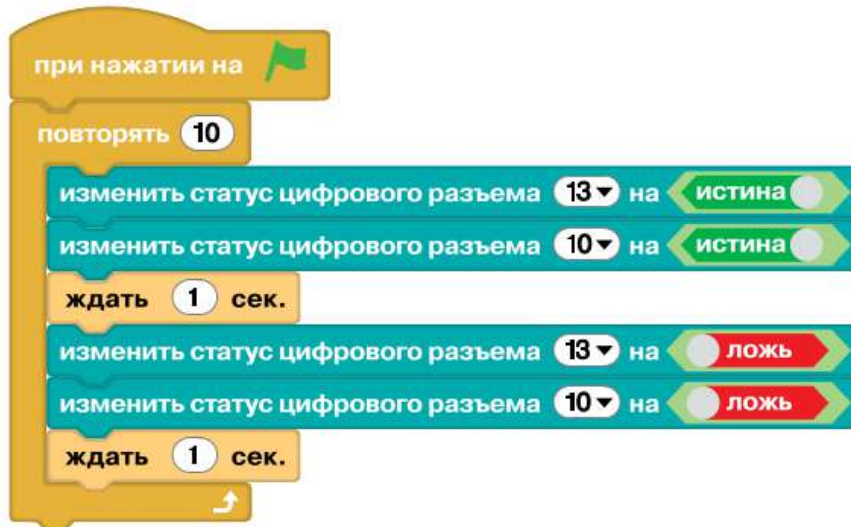 при нажатии на
повторять 10
изменить статус цифрового разъема 13 на истина
изменить статус цифрового разъема 10 на истина
ждать 1 сек.
изменить статус цифрового разъема 13 на ложь
изменить статус цифрового разъема 10 на ложь
ждать 1 сек.